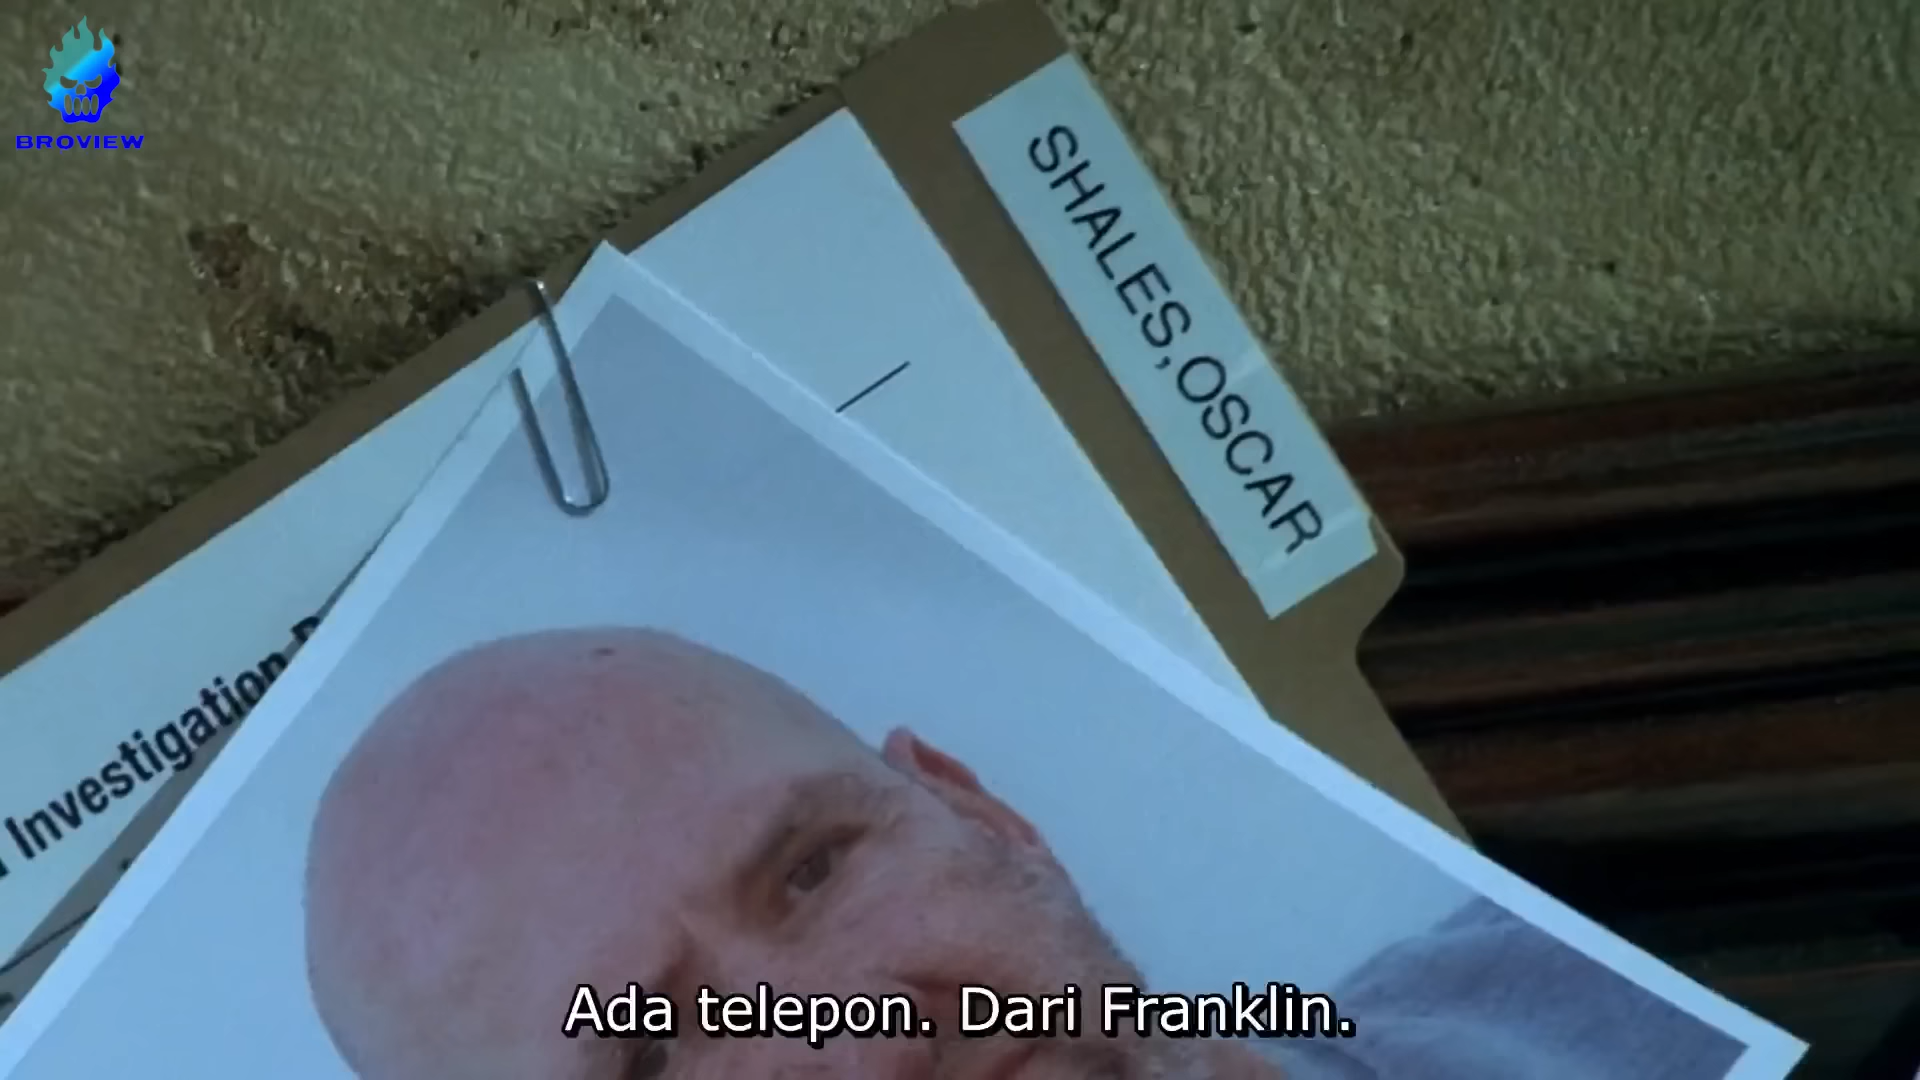 BROVIEW
SHALES, OSCAR
Investigation
Ada telepon. Dari Franklin.